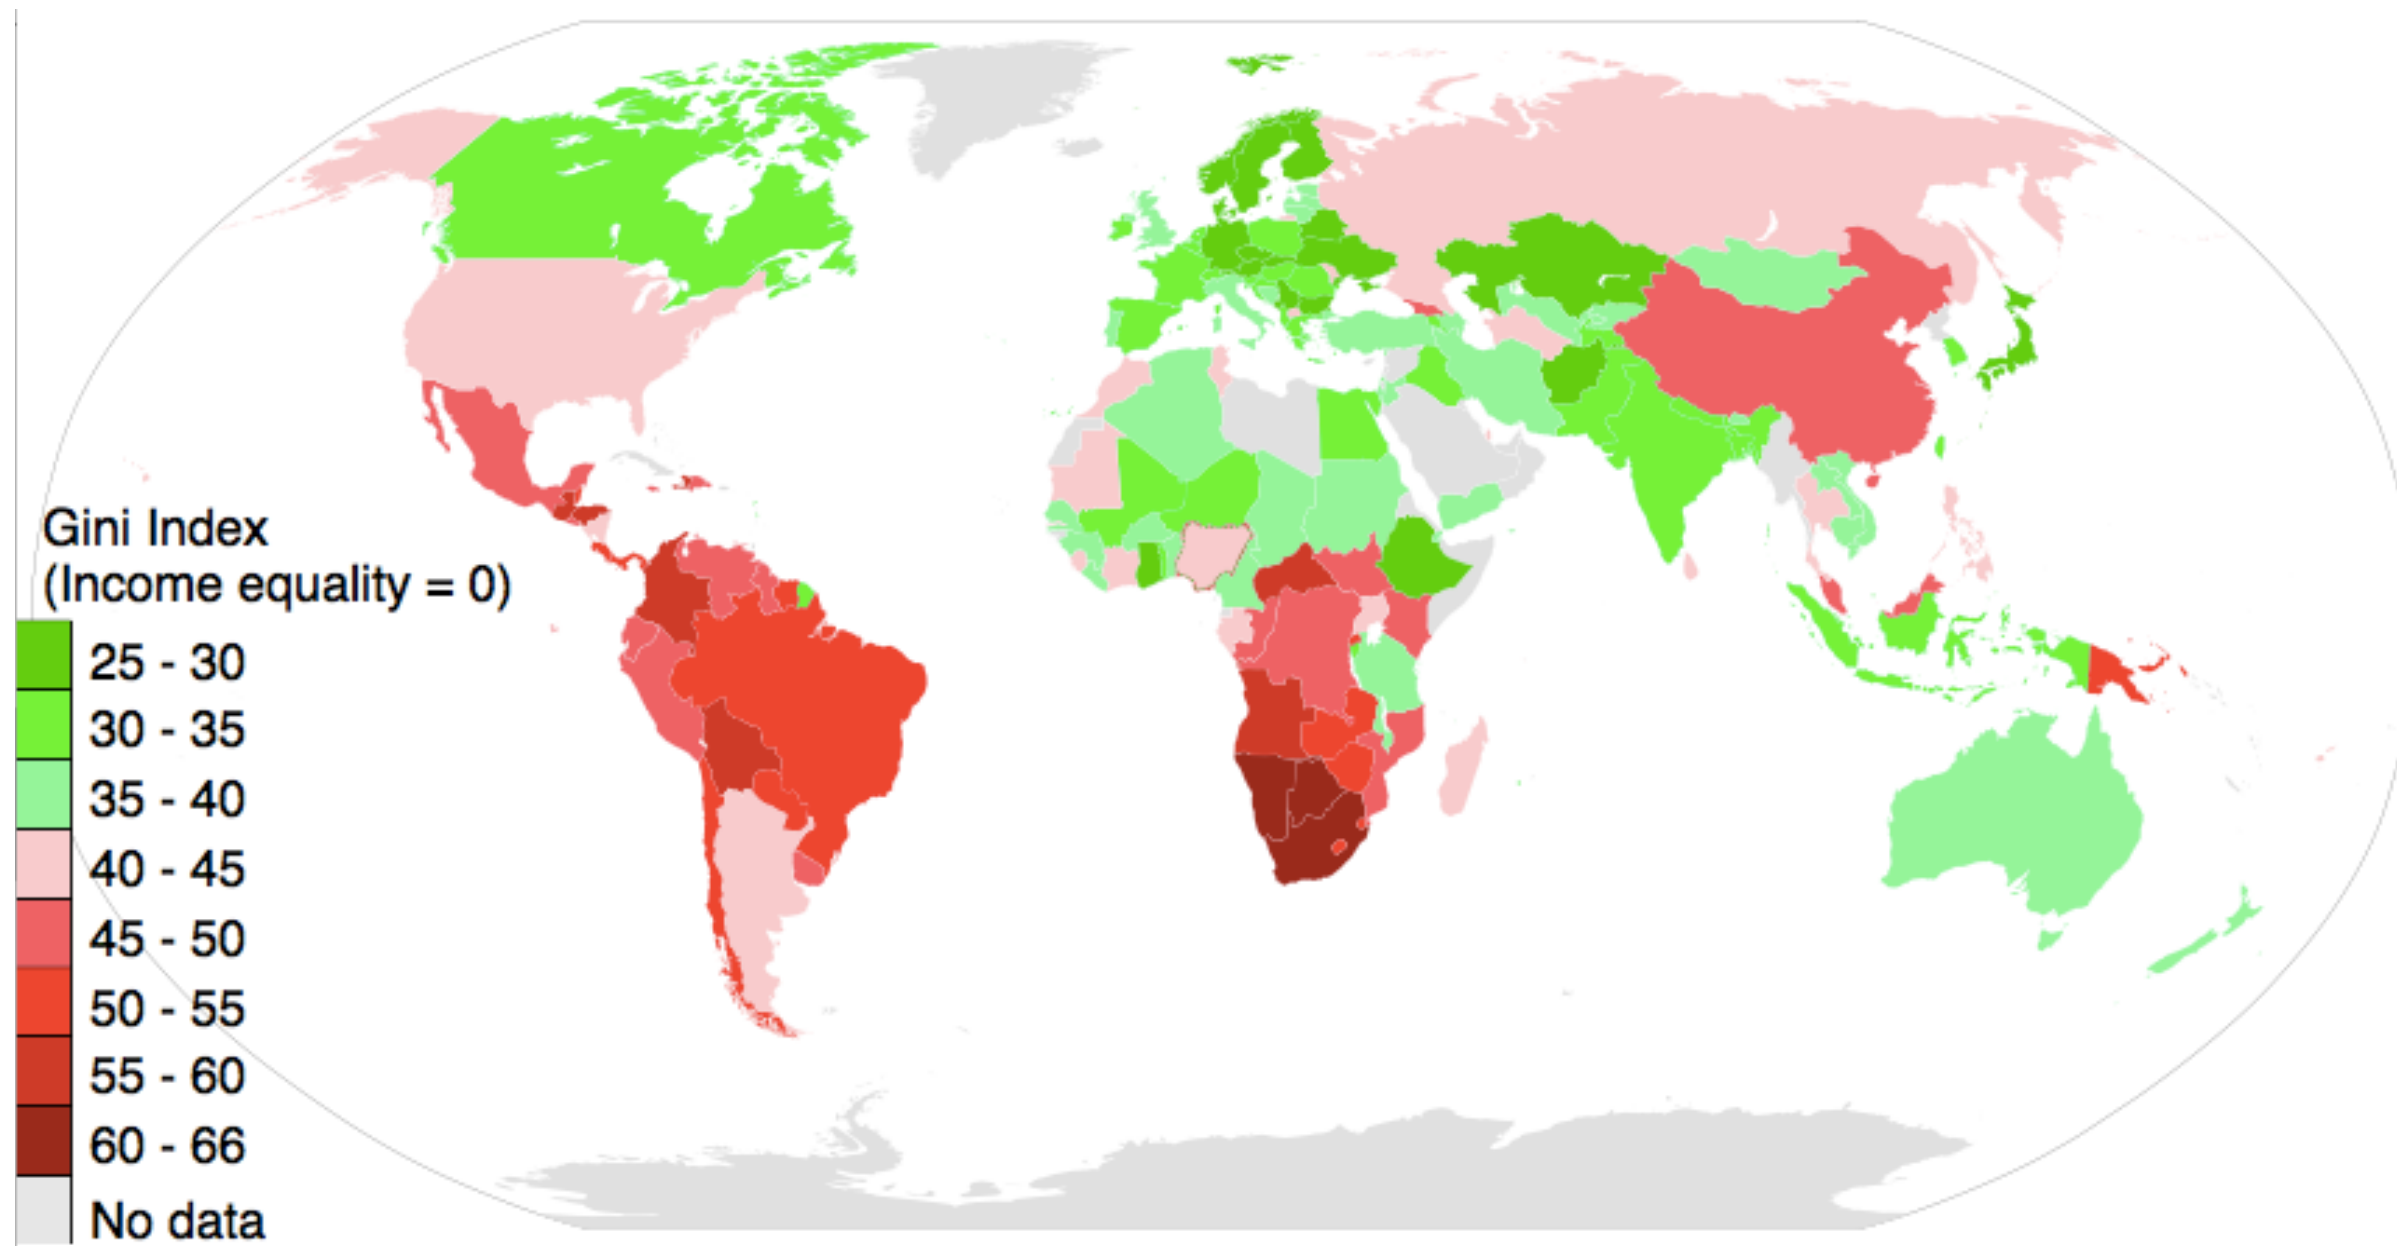 Gini Index
(Income equality = 0)
25 - 30
30 - 35
35 - 40
40 - 45
45 - 50
50 - 55
55 - 60
60 - 66
No data